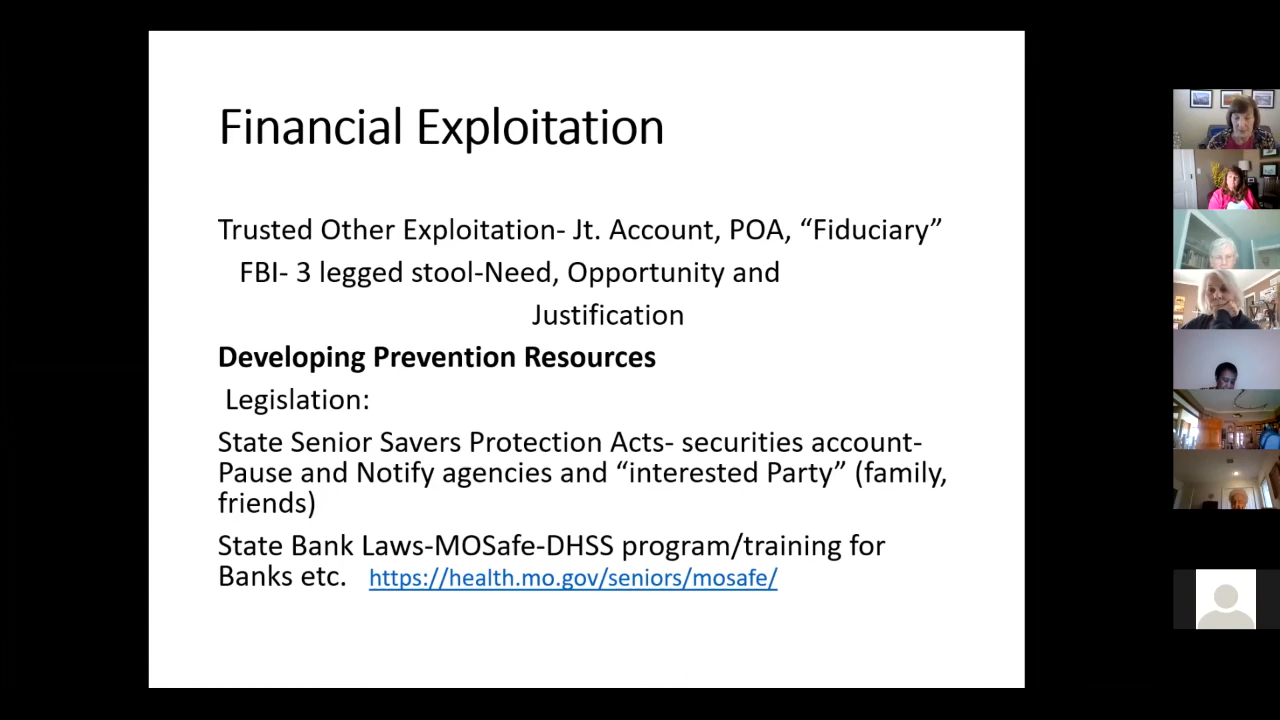 Financial Exploitation
Trusted Other Exploitation- Jt. Account, POA, “Fiduciary”
FBI- 3 legged stool-Need, Opportunity and
Justification
Developing Prevention Resources
Legislation:
State Senior Savers Protection Acts- securities account-
Pause and Notify agencies and “interested Party” (family,
friends)
State Bank Laws-MOSafe-DHSS program/training for
Banks etc. https://health.mo.gov/seniors/mosafe/